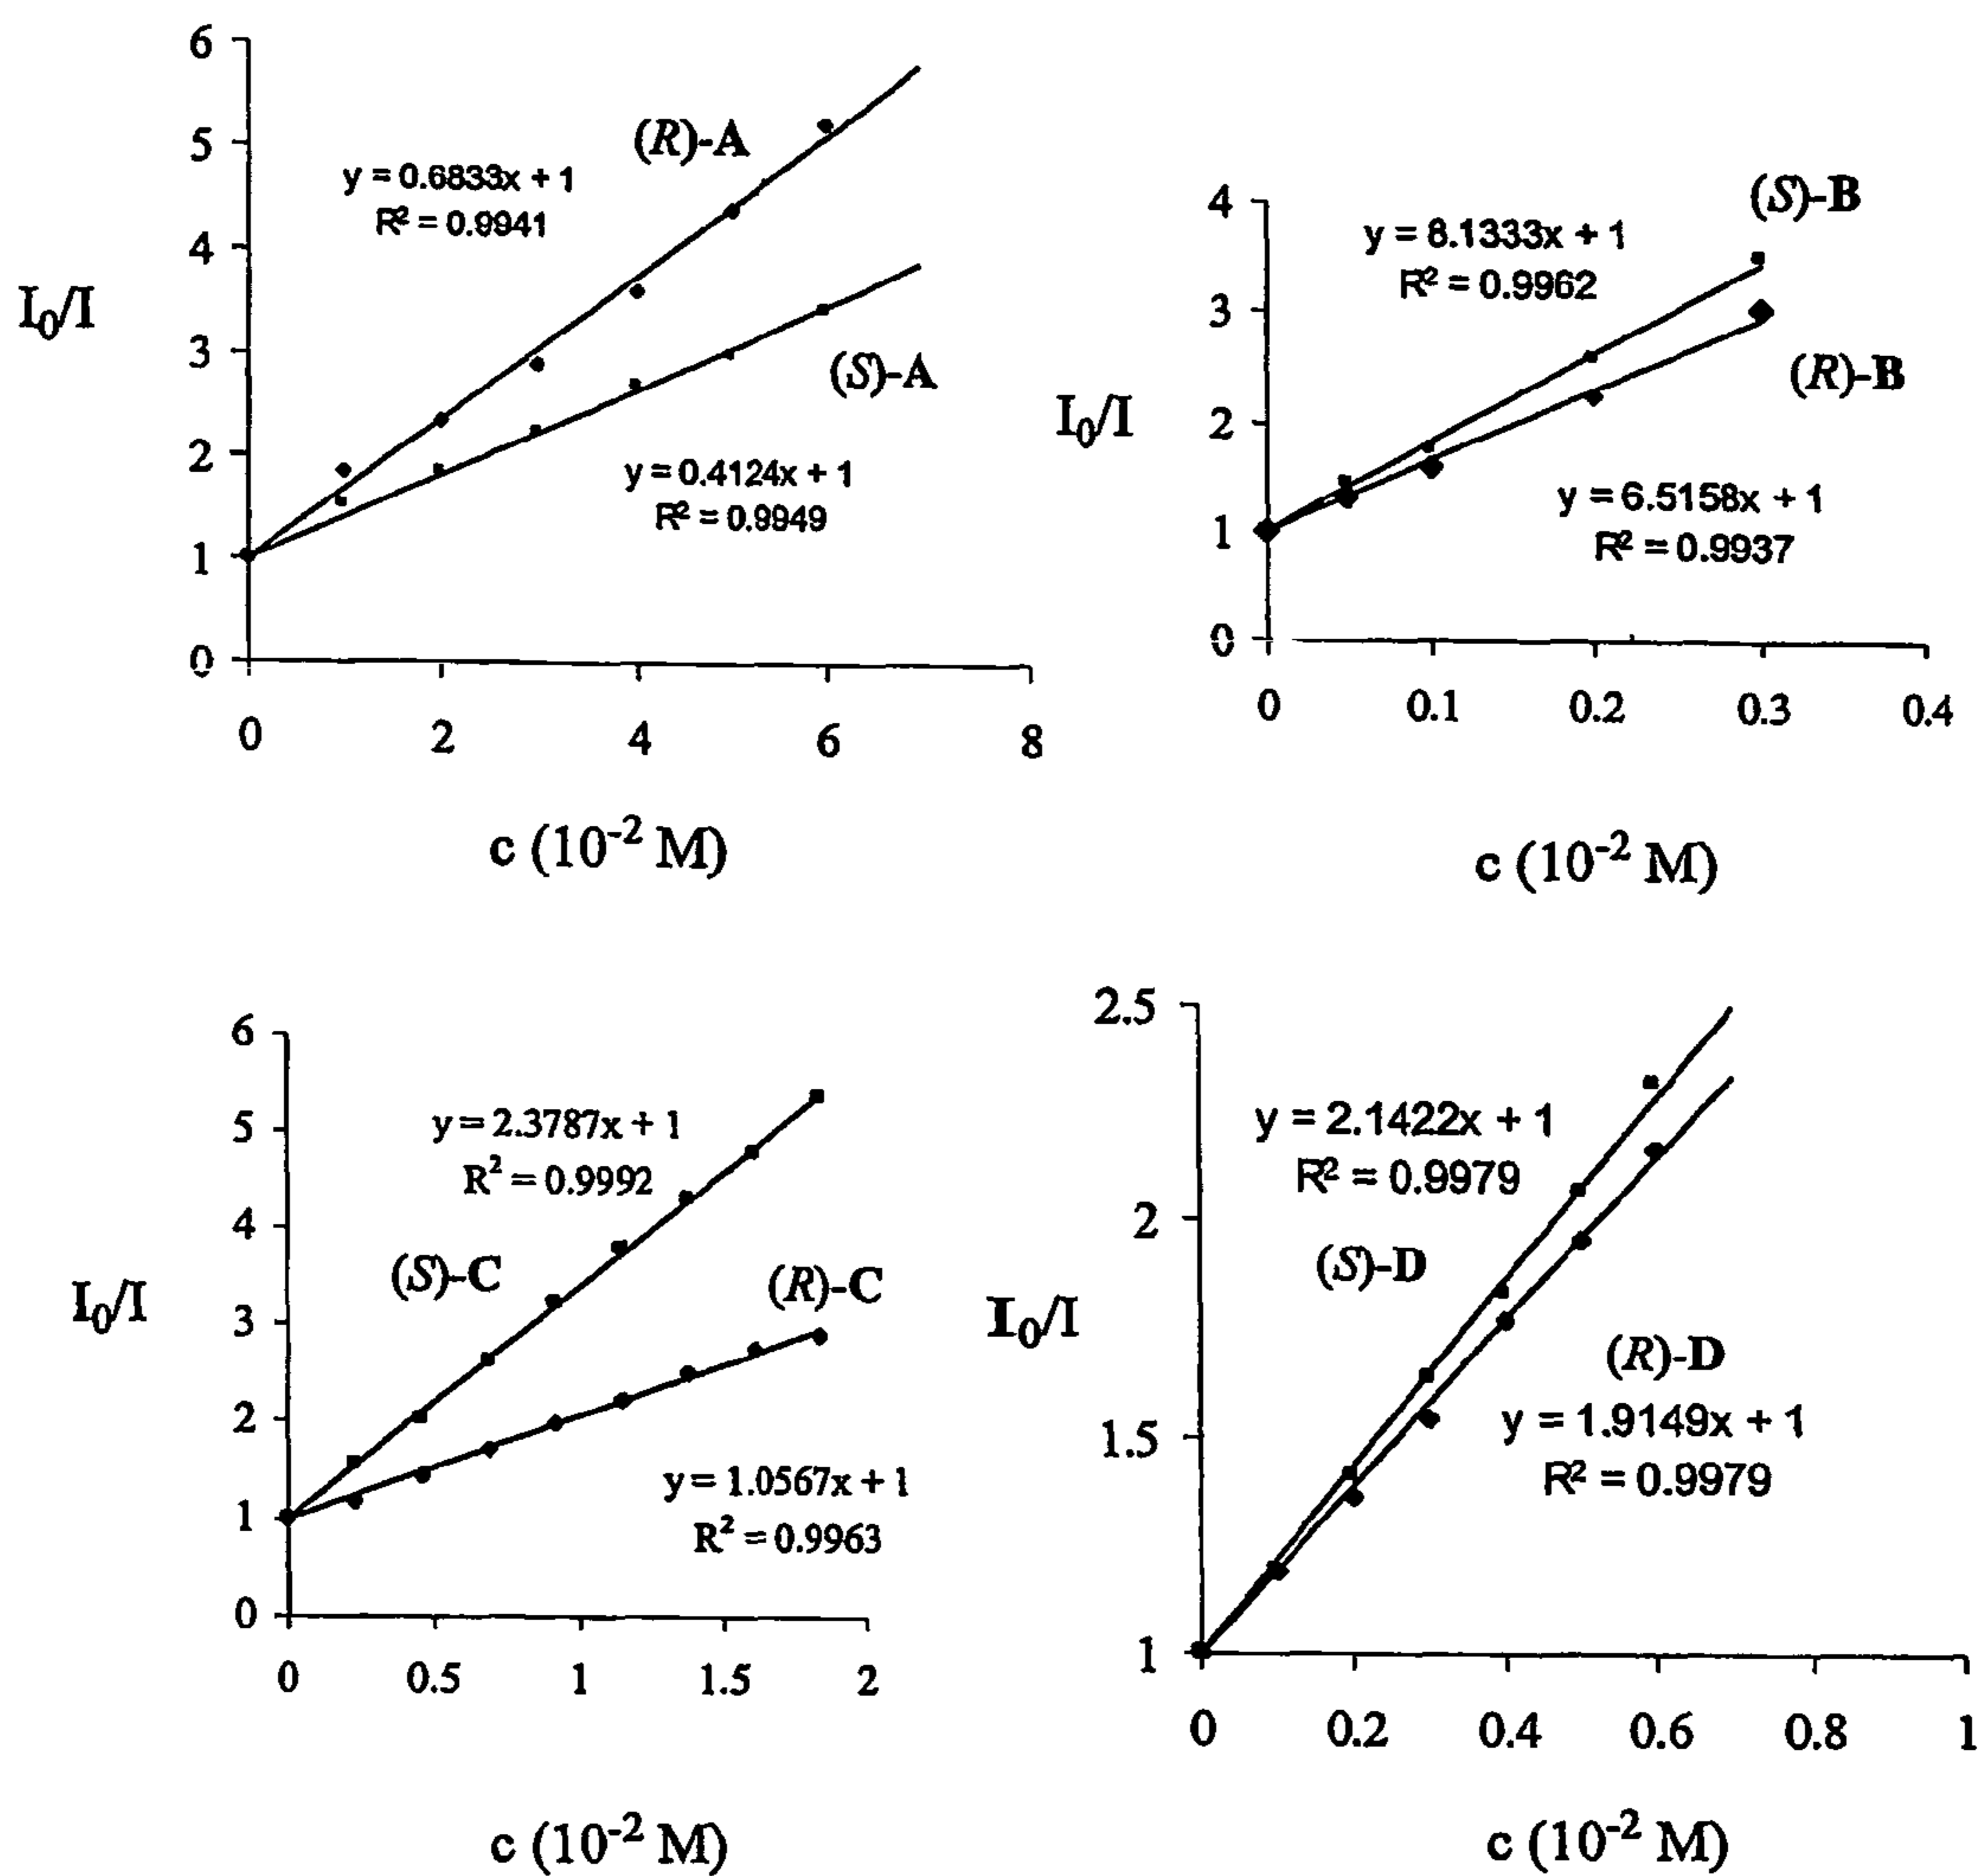 6
5
4
3
2
1
0
I₀/I
(R)-A
y = 0.6833x + 1
R² = 0.9941
(S)-A
y = 0.4124x + 1
R² = 0.9949
0 2 4 6 8
c (10⁻² M)
4
3
2
1
0
I₀/I
(S)-B
y = 8.1333x + 1
R² = 0.9962
(R)-B
y = 6.5158x + 1
R² = 0.9937
0 0.1 0.2 0.3 0.4
c (10⁻² M)
6
5
4
3
2
1
0
I₀/I
y = 2.3787x + 1
R² = 0.9992
(S)-C
(R)-C
y = 1.0567x + 1
R² = 0.9963
0 0.5 1 1.5 2
c (10⁻² M)
2.5
2
1.5
1
I₀/I
y = 2.1422x + 1
R² = 0.9979
(S)-D
(R)-D
y = 1.9149x + 1
R² = 0.9979
0 0.2 0.4 0.6 0.8 1
c (10⁻² M)